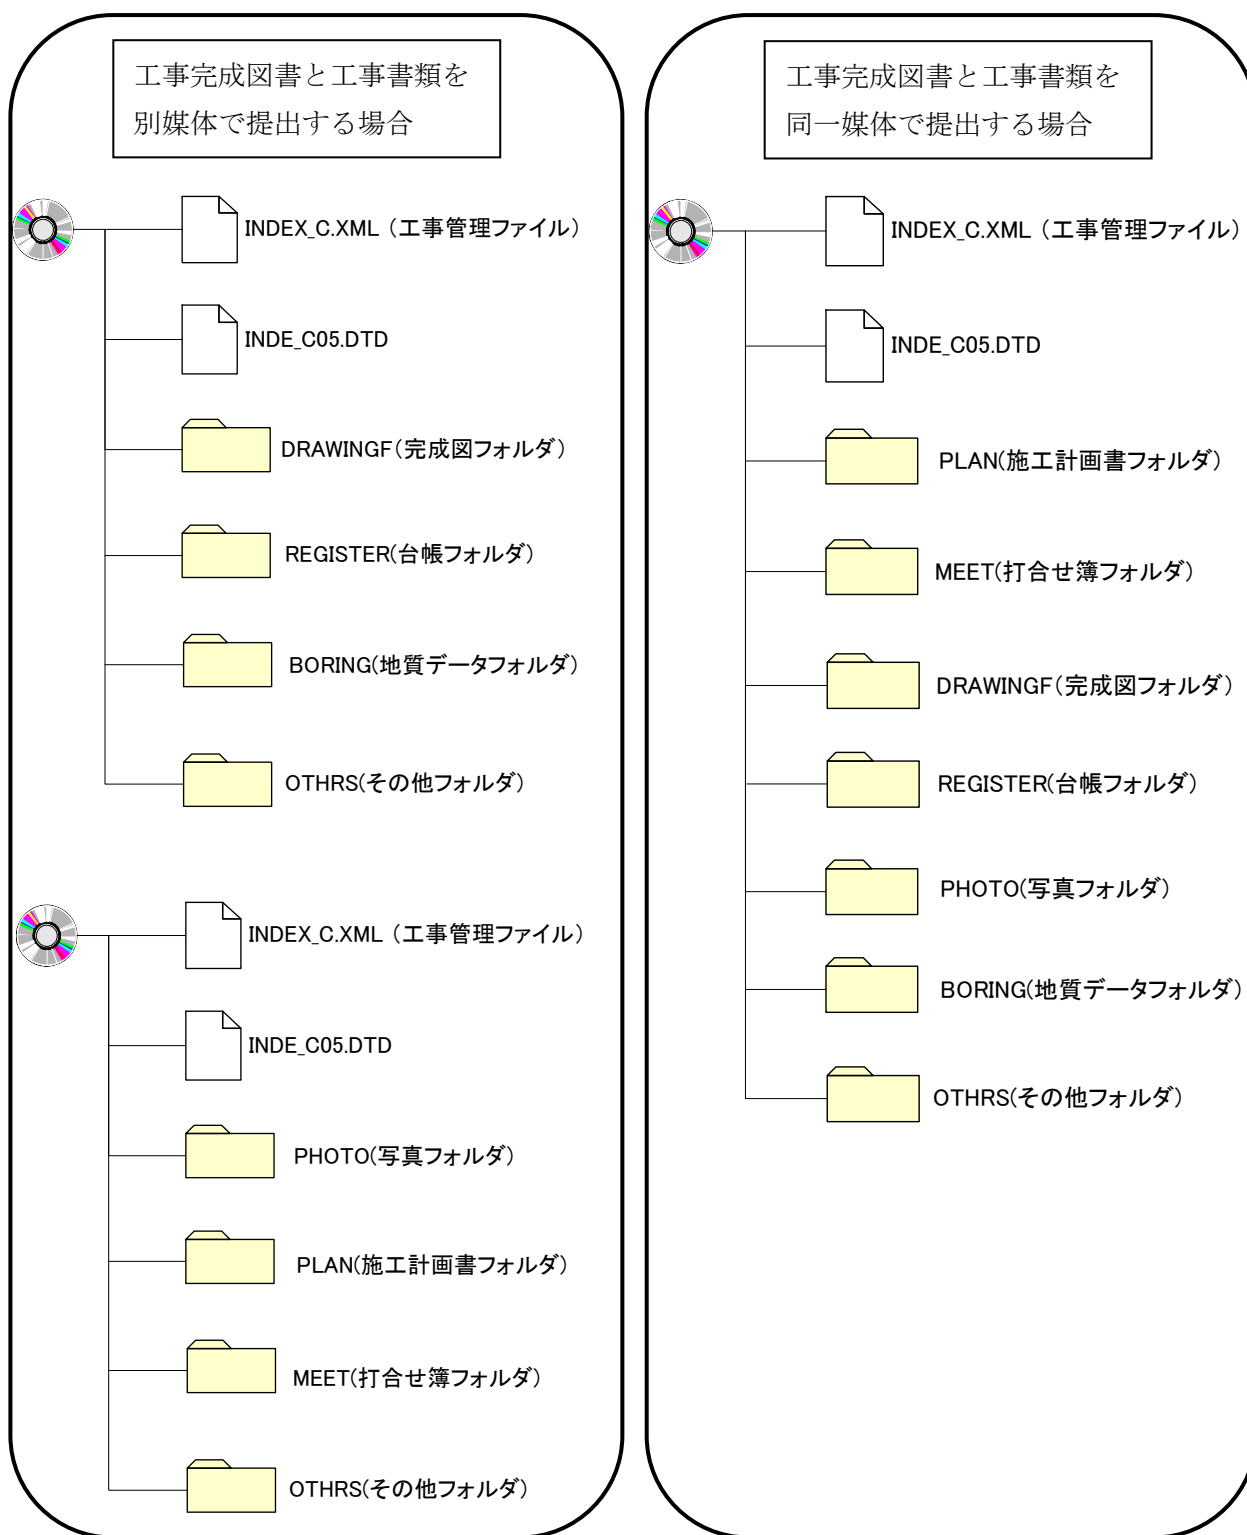 工事完成図書と工事書類を
別媒体で提出する場合
INDEX_C.XML（工事管理ファイル）
INDE_C05.DTD
DRAWINGF(完成図フォルダ)
REGISTER(台帳フォルダ)
BORING(地質データフォルダ)
OTHRS(その他フォルダ)
INDEX_C.XML（工事管理ファイル）
INDE_C05.DTD
PHOTO(写真フォルダ)
PLAN(施工計画書フォルダ)
MEET(打合せ簿フォルダ)
OTHRS(その他フォルダ)
工事完成図書と工事書類を
同一媒体で提出する場合
INDEX_C.XML（工事管理ファイル）
INDE_C05.DTD
PLAN(施工計画書フォルダ)
MEET(打合せ簿フォルダ)
DRAWINGF(完成図フォルダ)
REGISTER(台帳フォルダ)
PHOTO(写真フォルダ)
BORING(地質データフォルダ)
OTHRS(その他フォルダ)